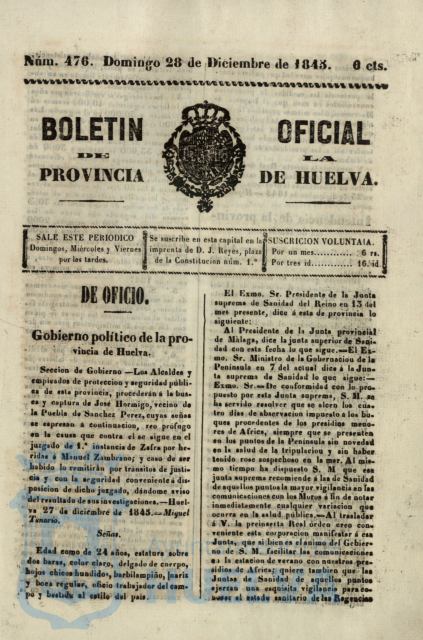 Núm. 476. Domingo 28 de Diciembre de 1845. 6 cts.
BOLETIN OFICIAL
DE LA
PROVINCIA DE HUELVA.
SALE ESTE PERIODICO
Domingos, Miércoles y Viernes
por las tardes.
Se suscribe en esta capital en la
imprenta de D. J. Reyes, plaza
de la Constitucion núm. 1.º
SUSCRICION VOLUNTARIA.
Por un mes............ 6 rs.
Por tres id............ 16. id.
DE OFICIO.
Gobierno político de la pro-
vincia de Huelva.
Seccion de Gobierno.—Los Alcaldes y
empleados de proteccion y seguridad públi-
ca de esta provincia, procederán á la bus-
ca y captura de José Hormigo, vecino de
la Puebla de Sanchez Perez, cuyas señas
se espresan á continuacion, reo prófugo
en la causa que contra el se sigue en el
juzgado de 1.ª instancia de Zafra por he-
ridas á Manuel Zambrano; y caso de ser
habido lo remitirán por tránsitos de justi-
cia y con la seguridad conveniente á dis-
posicion de dicho juzgado, dándome aviso
del resultado de sus investigaciones.—Huel-
va 27 de diciembre de 1845.—Miguel
Tenorio.
Señas.
Edad como de 24 años, estatura sobre
dos baras, color claro, delgado de cuerpo,
hojos chicos hundidos, barbilampiño, nariz
y boca regular, oficio trabajador del cam-
po y bestido al estilo del pais.
El Exmo. Sr. Presidente de la Junta
suprema de Sanidad del Reino en 13 del
mes presente, dice á esta de provincia lo
siguiente:
Al Presidente de la Junta provincial
de Málaga, dice la junta superior de Sani-
dad con esta fecha lo que sigue.—El Ex-
mo. Sr. Ministro de la Gobernacion de la
Península en 7 del actual dice á la Jun-
ta suprema de Sanidad lo que sigue:—
Exmo. Sr.—De conformidad con lo pro-
puesto por esta Junta suprema, S. M. se
ha servido resolver que se alcen los cua-
tro dias de observacion impuesto á los bu-
ques procedentes de los presidios meno-
res de Africa, siempre que se presenten
en los puntos de la Península sin novedad
en la salud de la tripulacion y sin haber
tenido roce sospechoso en la mar. Al mis-
mo tiempo ha dispuesto S. M que esa
junta suprema recomiende á las de Sanidad
de aquellos puntos la mayor vigilancia en las
comunicaciones con los Moros á fin de notar
inmediatamente cualquier variacion que
ocurra en la salud pública.—Al trasladar
á V. la preinserta Real órden creo con-
veniente esta corporacion manifestar á esa
Junta, que si bien es el ánimo del Gobierno
de S. M. facilitar las comunicaciones
á la estacion de verano con nuestros pre-
sidios de Africa; quiere tambien que las
Juntas de Sanidad de aquellos puntos
ejerzan una esquisita vigilancia para co-
nocer el estado sanitario de las Regencias